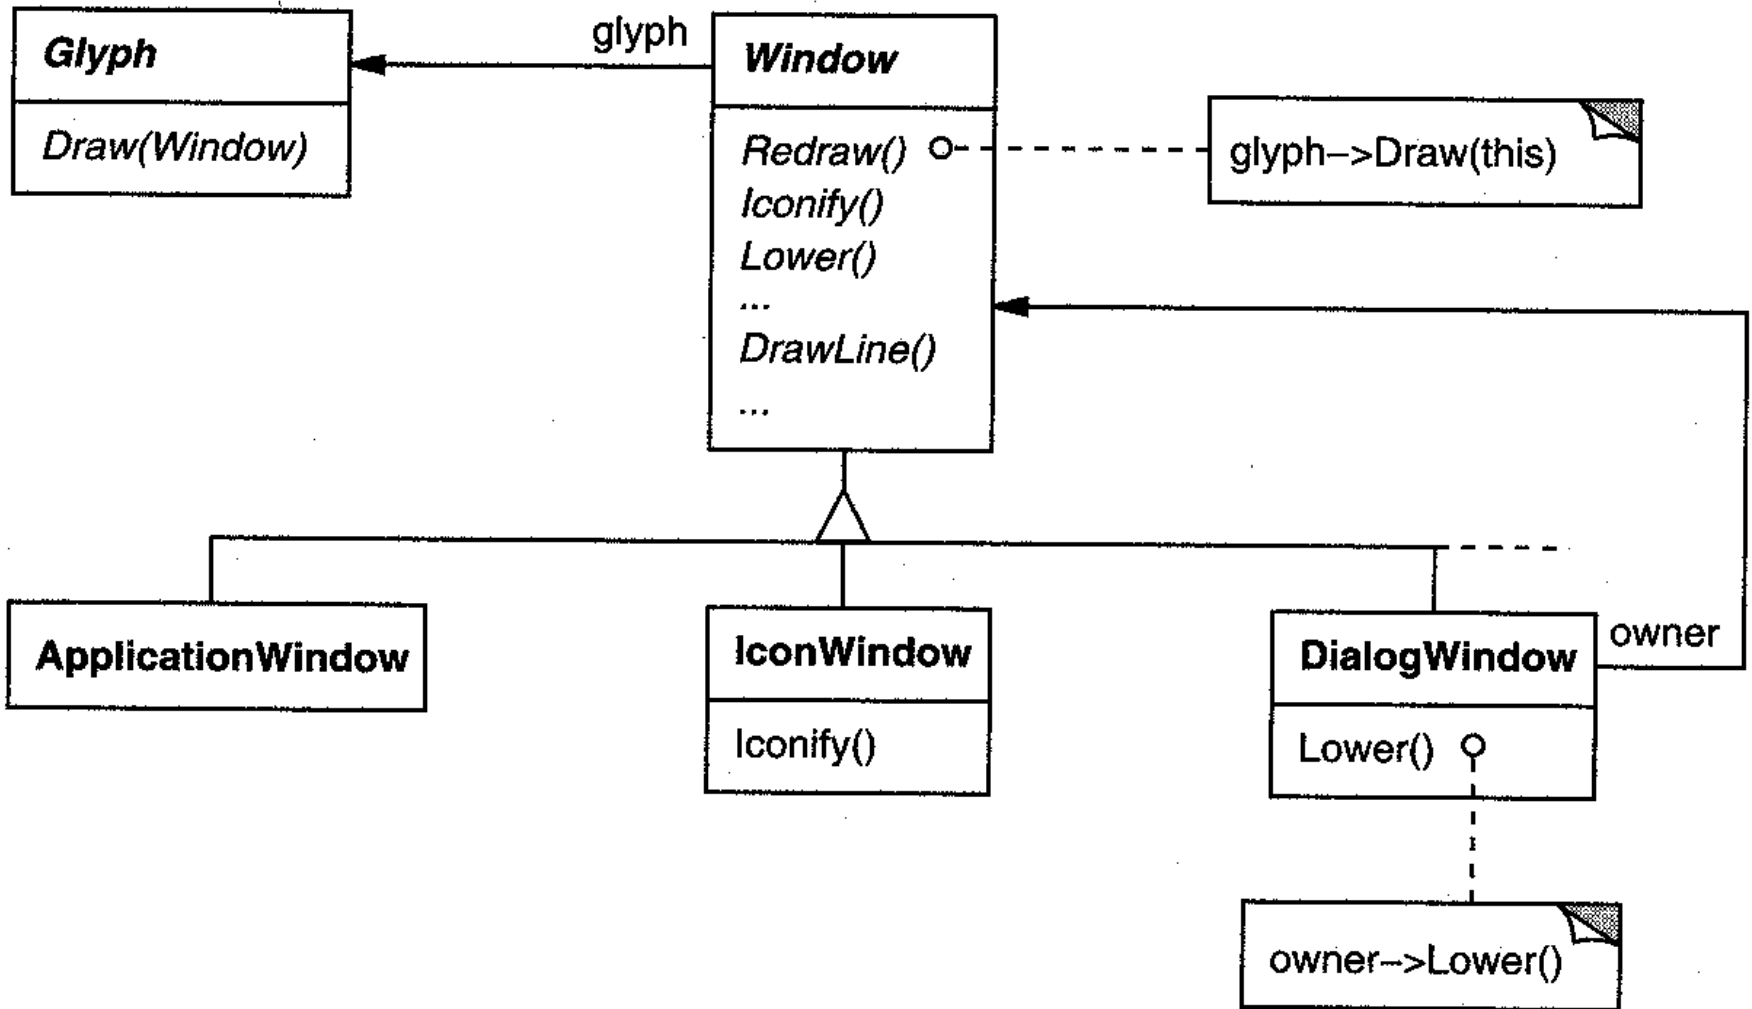 Glyph
Draw(Window)
glyph
Window
Redraw()
Iconify()
Lower()
...
DrawLine()
...
glyph–>Draw(this)
ApplicationWindow
IconWindow
Iconify()
DialogWindow
Lower()
owner
owner–>Lower()